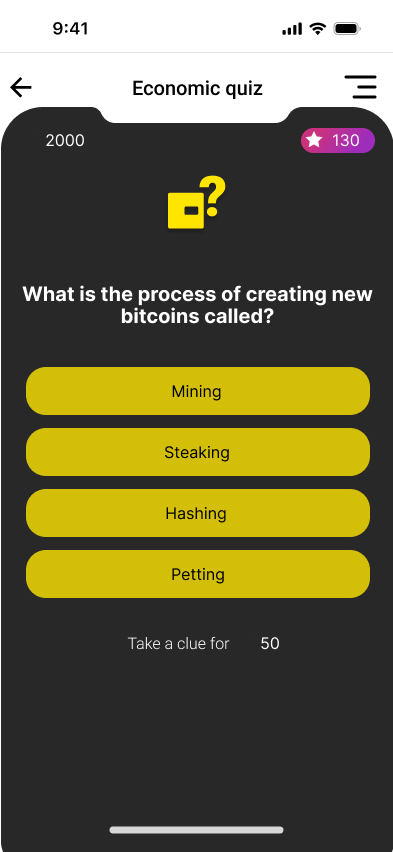 9:41
Economic quiz
2000
130
?
What is the process of creating new
bitcoins called?
Mining
Steaking
Hashing
Petting
Take a clue for 50